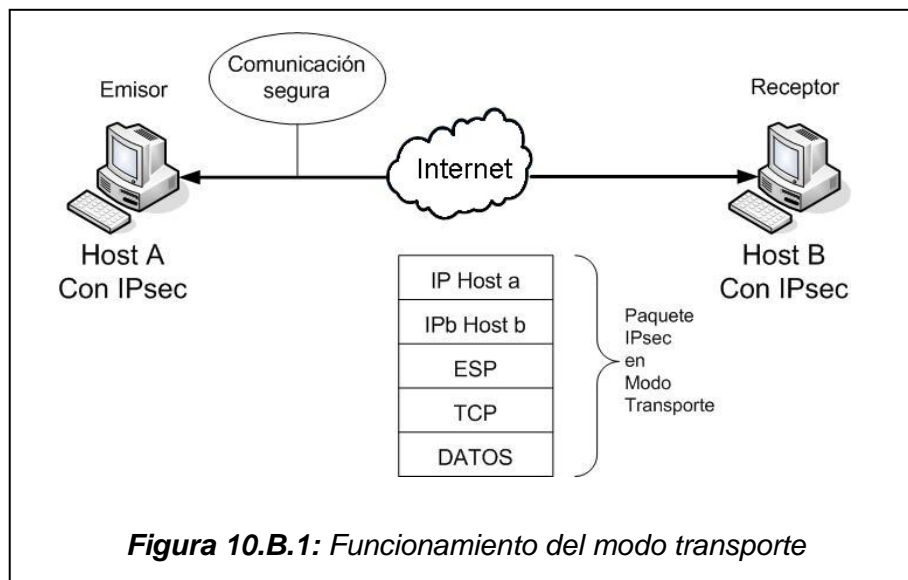 Comunicación
segura
Emisor
Receptor
Internet
Host A
Con IPsec
Host B
Con IPsec
IP Host a
IPb Host b
ESP
TCP
DATOS
Paquete
IPsec
en
Modo
Transporte
Figura 10.B.1: Funcionamiento del modo transporte